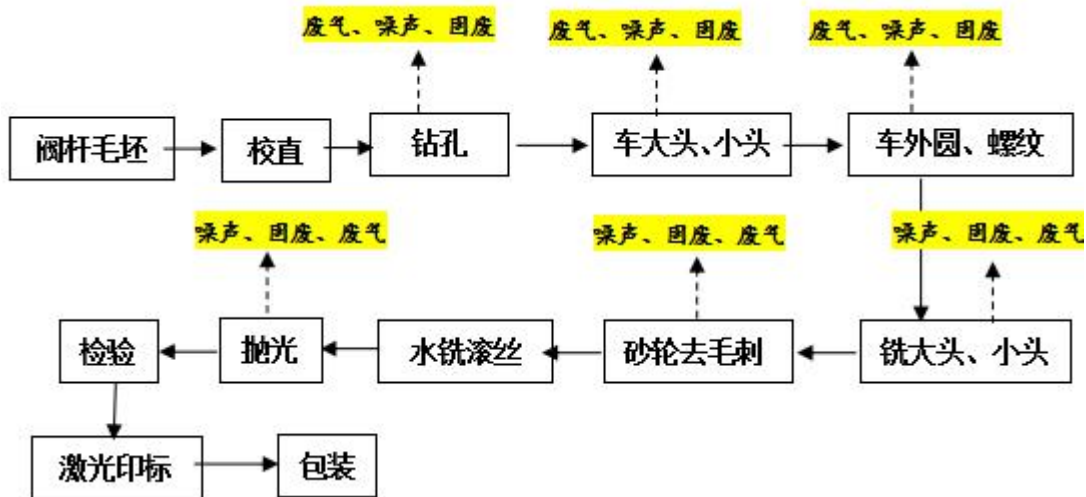 废气、噪声、固废
废气、噪声、固废
废气、噪声、固废
阀杆毛坯
校直
钻孔
车大头、小头
车外圆、螺纹
噪声、固废、废气
噪声、固废、废气
噪声、固废、废气
检验
抛光
水铣滚丝
砂轮去毛刺
铣大头、小头
激光印标
包装